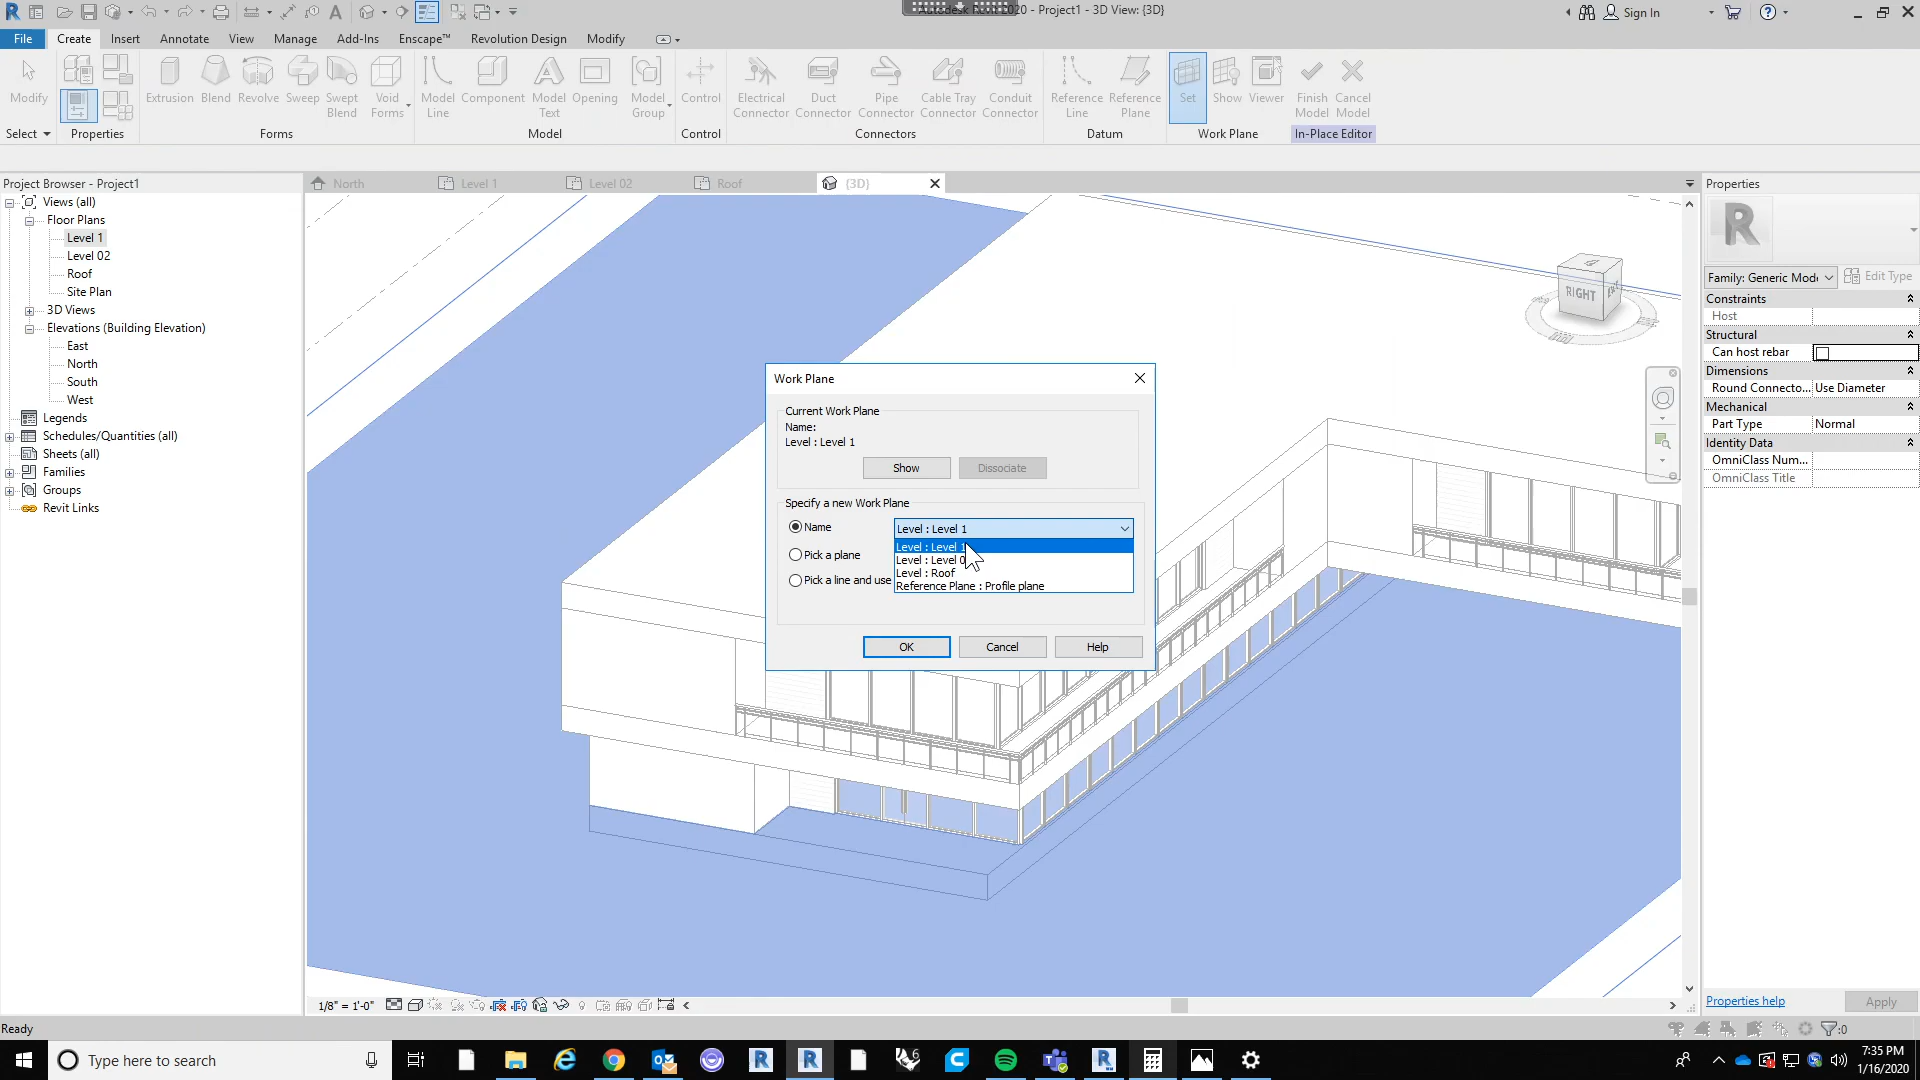 Autodesk Revit 2020 - Project1 - 3D View: {3D}
Sign In
File Create Insert Annotate View Manage Add-Ins Enscape™ Revolution Design Modify
Modify Extrusion Blend Revolve Sweep Swept Blend Void Forms Model Line Component Model Text Opening Model Group Control Electrical Connector Duct Connector Pipe Connector Cable Tray Connector Conduit Connector Reference Line Reference Plane Set Show Viewer Finish Model Cancel Model
Select Properties Forms Model Control Connectors Datum Work Plane In-Place Editor
Project Browser - Project1
North Level 1 Level 02 Roof {3D}
Views (all)
Floor Plans
Level 1
Level 02
Roof
Site Plan
3D Views
Elevations (Building Elevation)
East
North
South
West
Legends
Schedules/Quantities (all)
Sheets (all)
Families
Groups
Revit Links
RIGHT
Work Plane
Current Work Plane
Name:
Level : Level 1
Show Dissociate
Specify a new Work Plane
Name
Level : Level 1
Pick a plane
Pick a line and use
Level : Level 1
Level : Level 0
Level : Roof
Reference Plane : Profile plane
OK Cancel Help
Properties
R
Family: Generic Mode Edit Type
Constraints
Host
Structural
Can host rebar
Dimensions
Round Connecto... Use Diameter
Mechanical
Part Type Normal
Identity Data
OmniClass Num...
OmniClass Title
1/8" = 1'-0"
Properties help Apply
Ready
:0
Type here to search
7:35 PM
1/16/2020